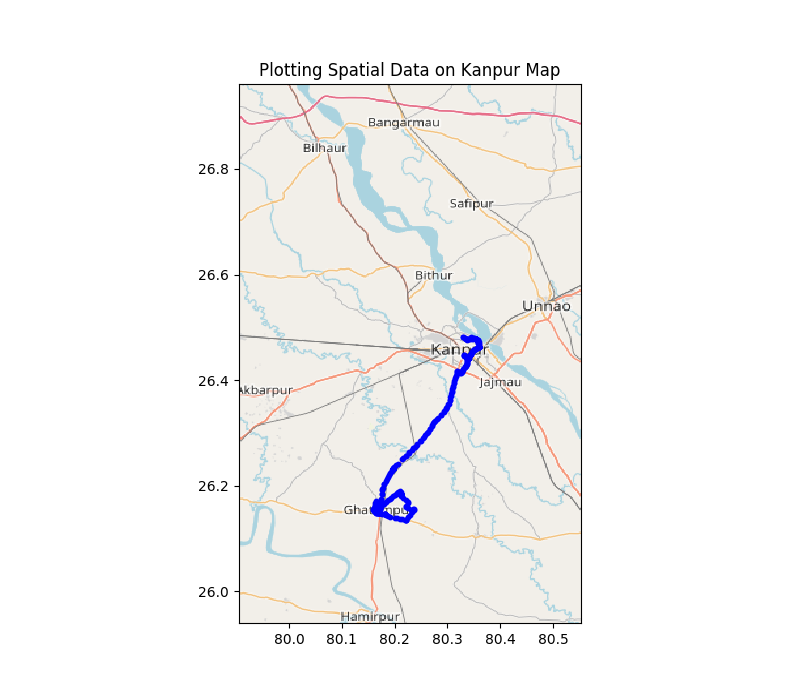 Plotting Spatial Data on Kanpur Map
Bangarmau
Bilhaur
26.8
Safipur
26.6
Bithur
Unnao
Kanpur
26.4
Jajmau
Akbarpur
26.2
26.0
Hamirpur
80.0 80.1 80.2 80.3 80.4 80.5